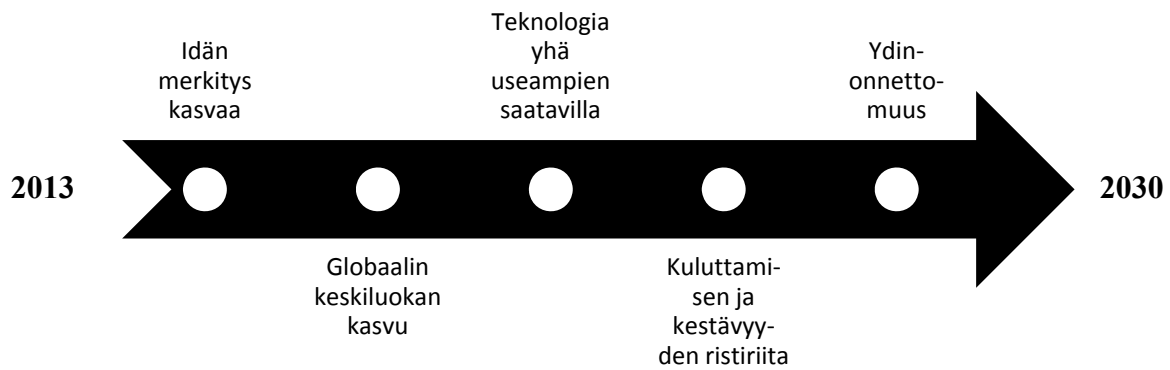 2013
Idän
merkitys
kasvaa
Globaalin
keskiluokan
kasvu
Teknologia
yhä
useampien
saatavilla
Kuluttami-
sen ja
kestävyy-
den ristiriita
Ydin-
onnetto-
muus
2030